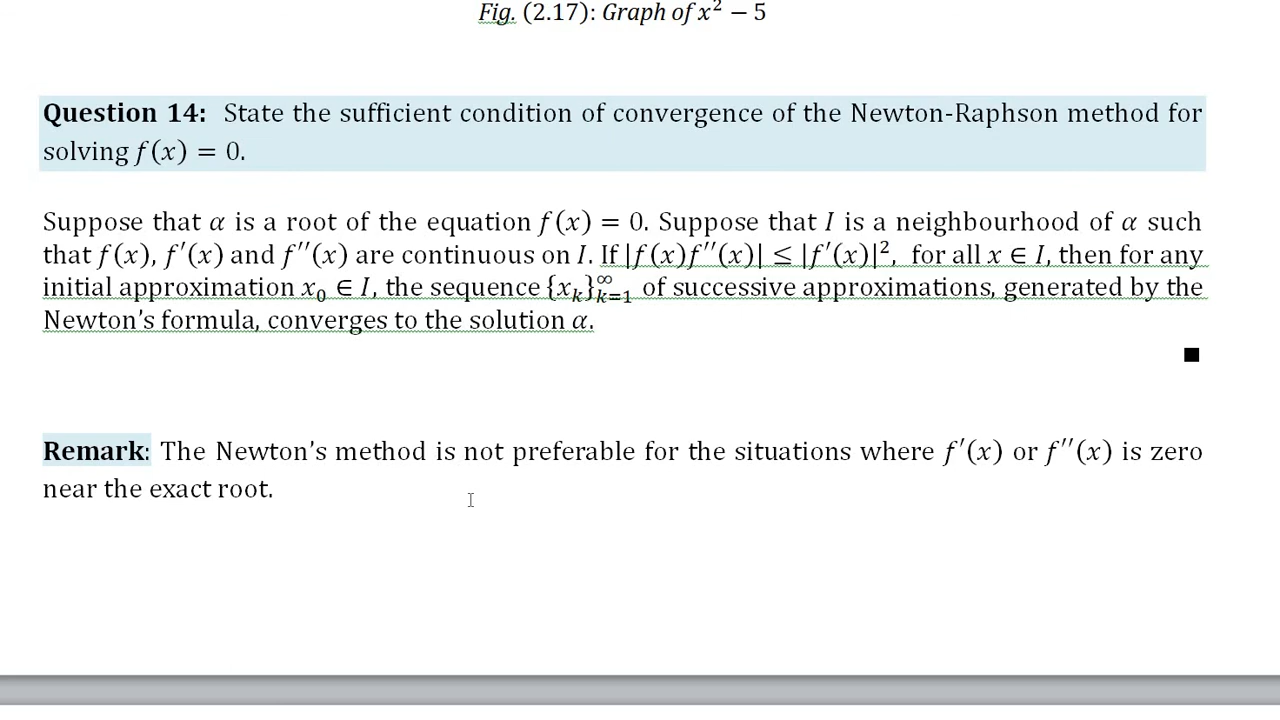 Fig. (2.17): Graph of x² − 5
Question 14: State the sufficient condition of convergence of the Newton-Raphson method for
solving f(x) = 0.
Suppose that α is a root of the equation f(x) = 0. Suppose that I is a neighbourhood of α such
that f(x), f′(x) and f′′(x) are continuous on I. If |f(x)f′′(x)| ≤ |f′(x)|², for all x ∈ I, then for any
initial approximation x₀ ∈ I, the sequence {xₖ}∞ₖ₌₁ of successive approximations, generated by the
Newton’s formula, converges to the solution α.
Remark: The Newton’s method is not preferable for the situations where f′(x) or f′′(x) is zero
near the exact root.